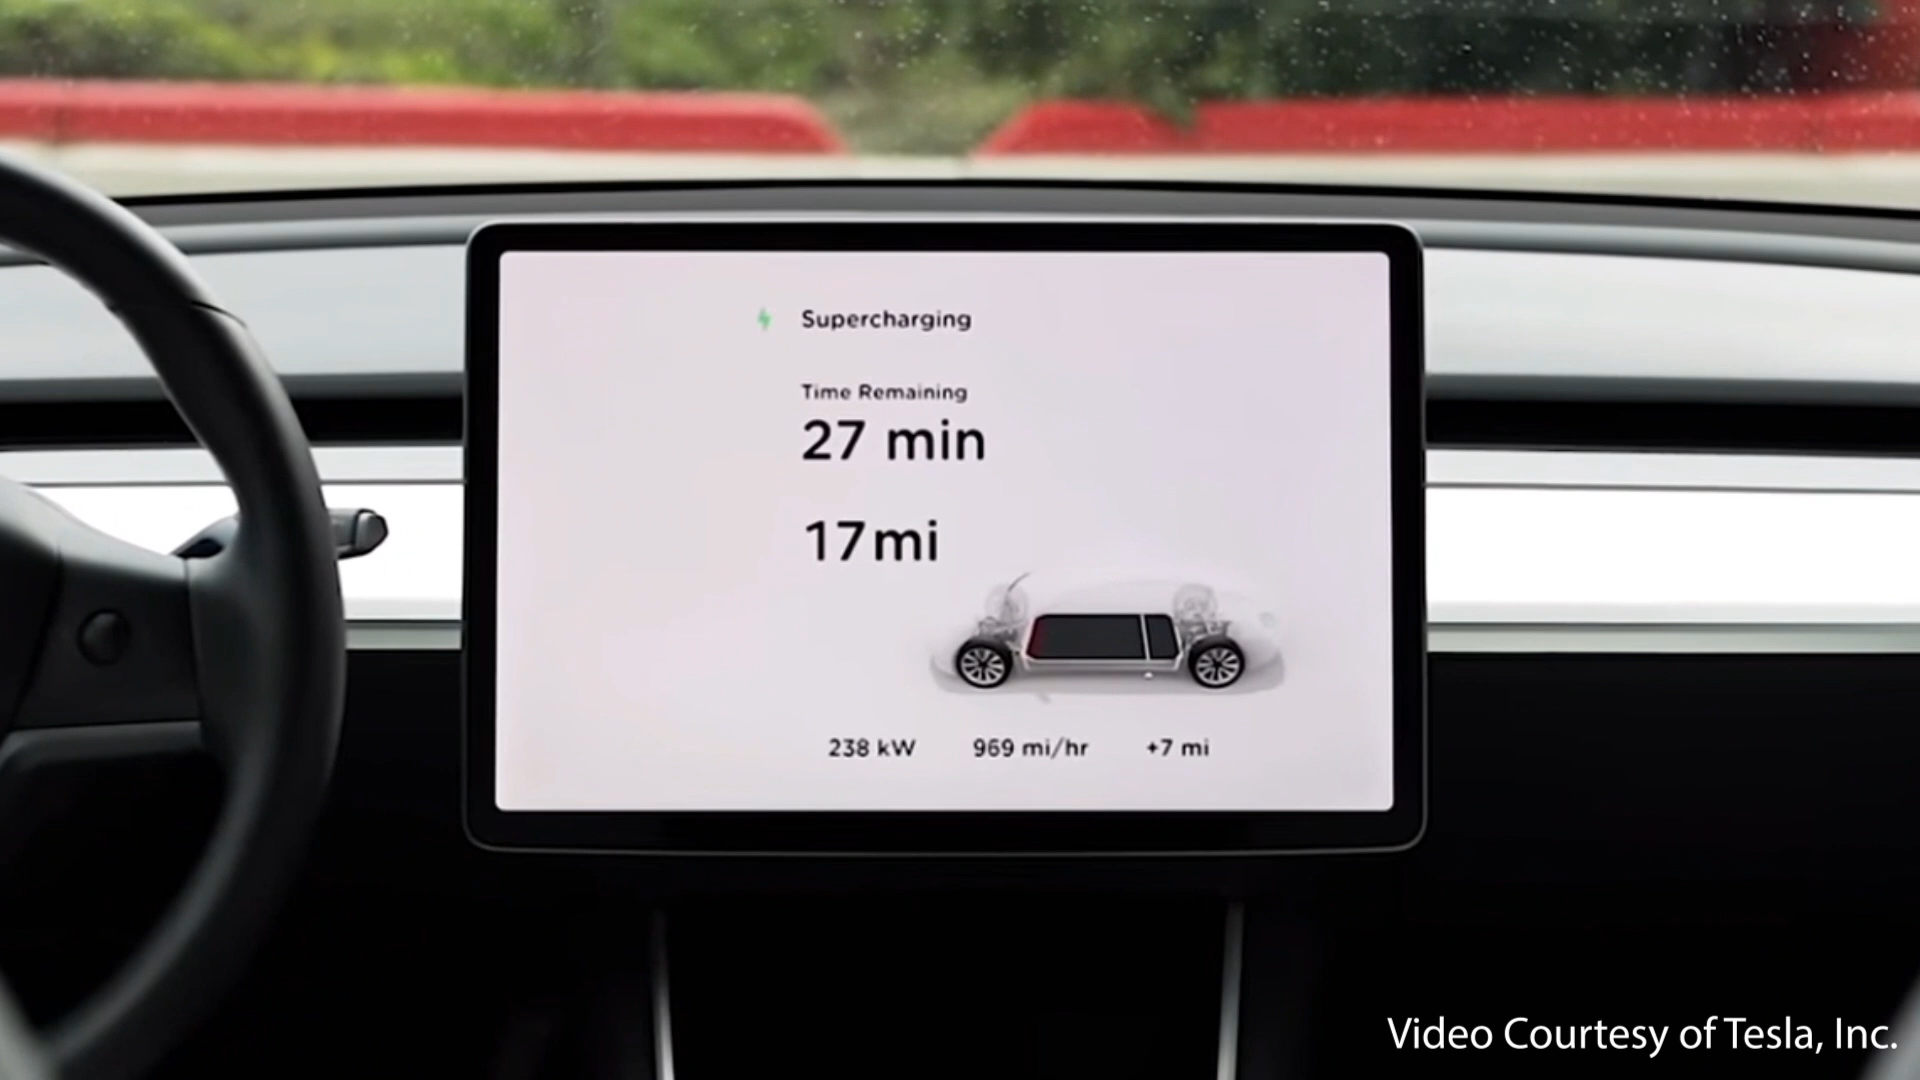 Supercharging
Time Remaining
27 min
17mi
238 kW 969 mi/hr +7 mi
Video Courtesy of Tesla, Inc.